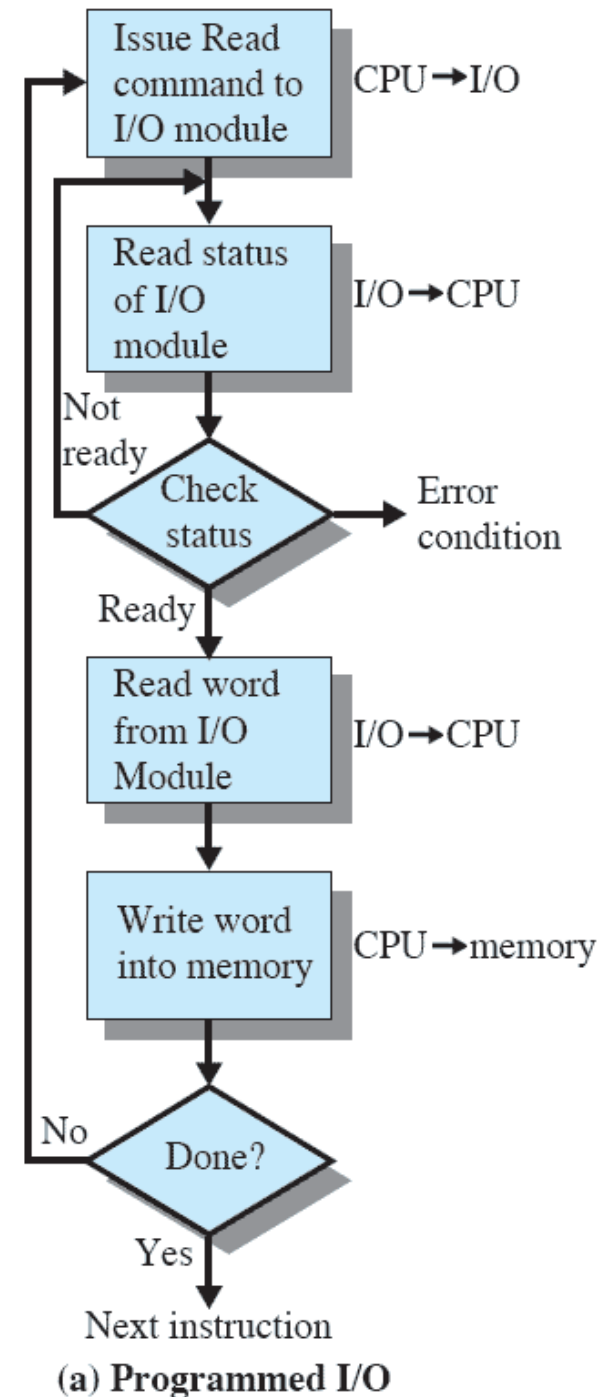 Issue Read
command to
I/O module
CPU→I/O
Read status
of I/O
module
I/O→CPU
Not
ready
Check
status
Error
condition
Ready
Read word
from I/O
Module
I/O→CPU
Write word
into memory
CPU→memory
No
Done?
Yes
Next instruction
(a) Programmed I/O